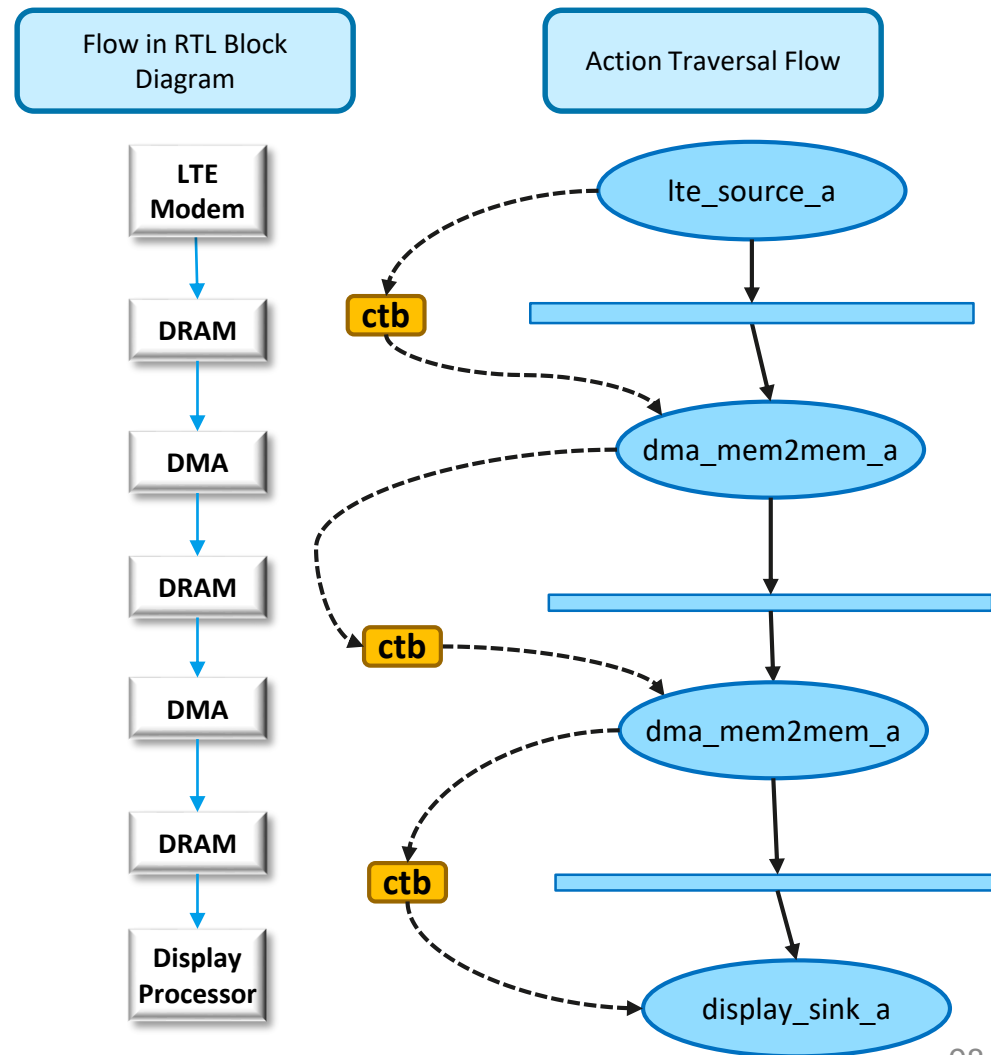 Flow in RTL Block
Diagram
Action Traversal Flow
LTE
Modem
DRAM
DMA
DRAM
DMA
DRAM
Display
Processor
lte_source_a
ctb
dma_mem2mem_a
ctb
dma_mem2mem_a
ctb
display_sink_a